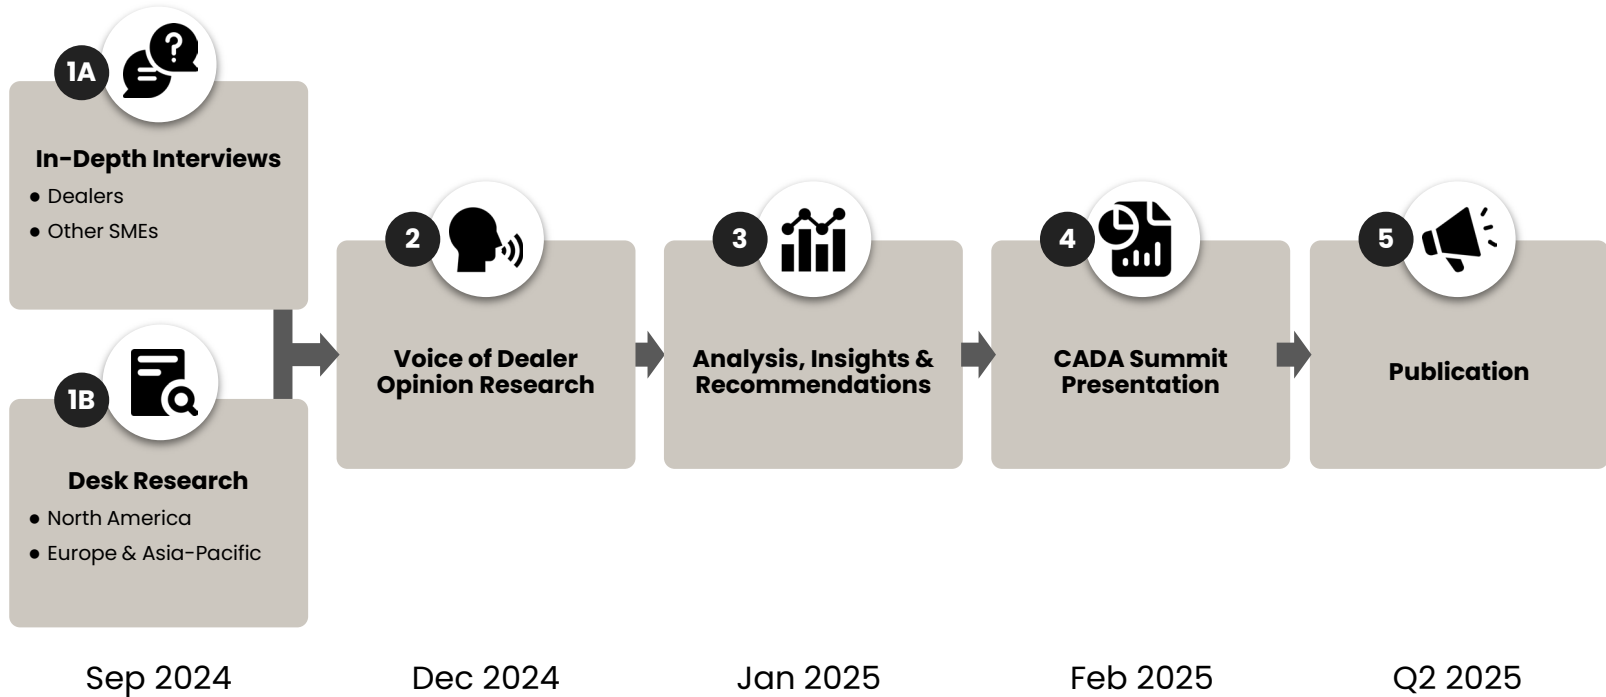 1A
In-Depth Interviews
● Dealers
● Other SMEs
1B
Desk Research
● North America
● Europe & Asia-Pacific
2
Voice of Dealer
Opinion Research
3
Analysis, Insights &
Recommendations
4
CADA Summit
Presentation
5
Publication
Sep 2024
Dec 2024
Jan 2025
Feb 2025
Q2 2025